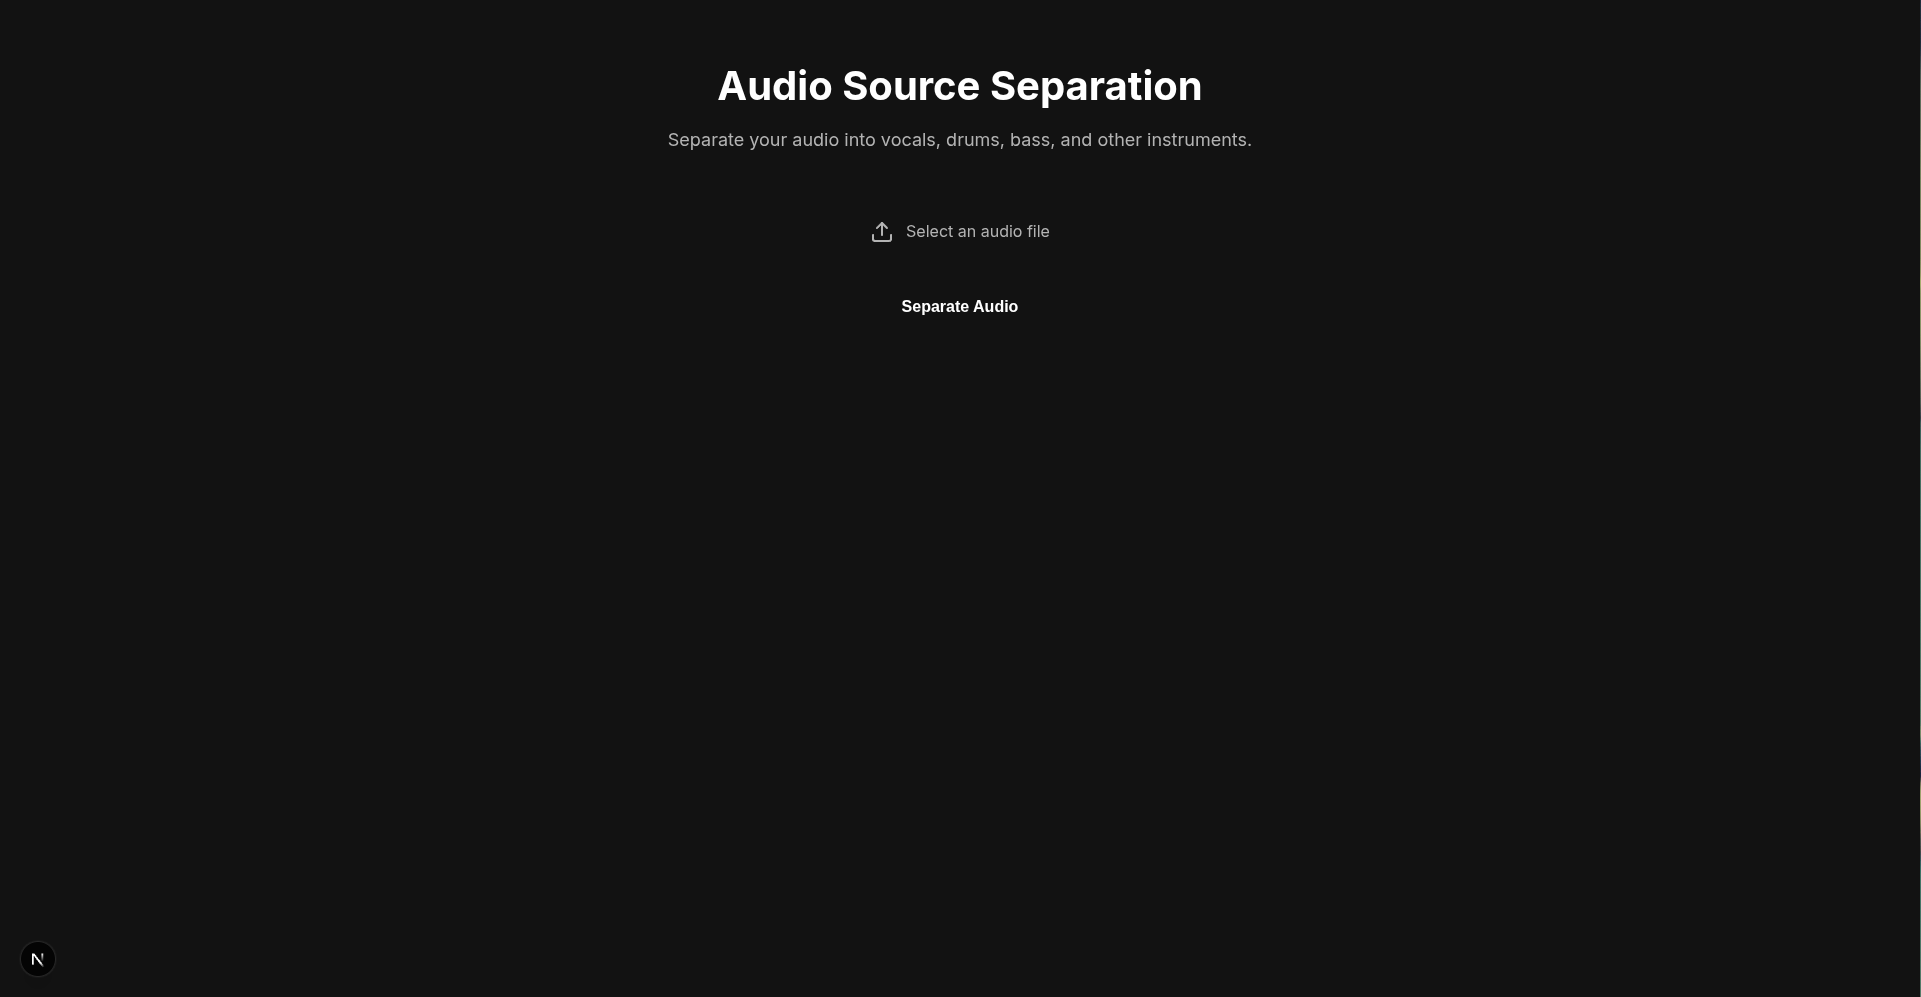 Audio Source Separation
Separate your audio into vocals, drums, bass, and other instruments.
Select an audio file
Separate Audio
N